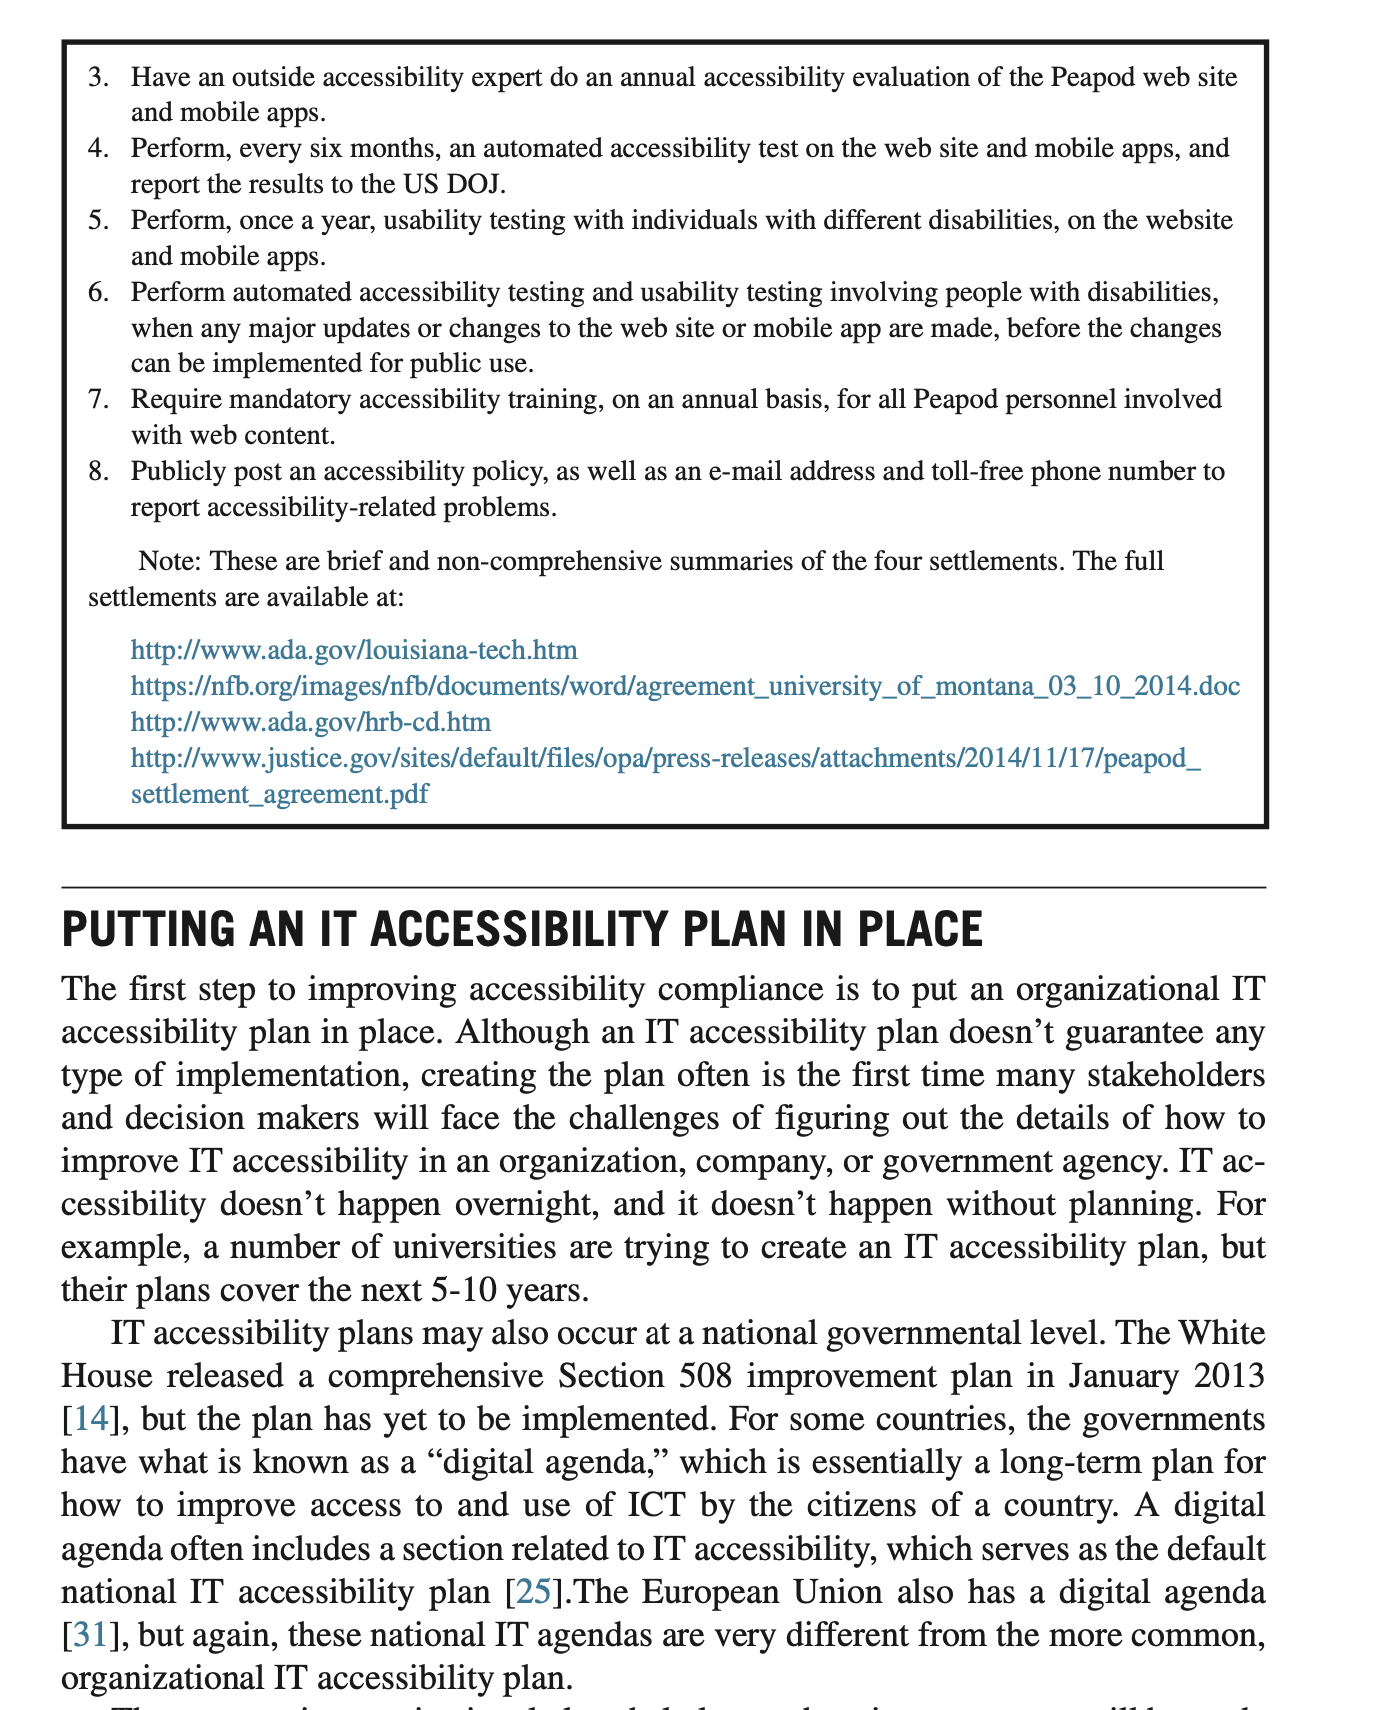 3. Have an outside accessibility expert do an annual accessibility evaluation of the Peapod web site
and mobile apps.
4. Perform, every six months, an automated accessibility test on the web site and mobile apps, and
report the results to the US DOJ.
5. Perform, once a year, usability testing with individuals with different disabilities, on the website
and mobile apps.
6. Perform automated accessibility testing and usability testing involving people with disabilities,
when any major updates or changes to the web site or mobile app are made, before the changes
can be implemented for public use.
7. Require mandatory accessibility training, on an annual basis, for all Peapod personnel involved
with web content.
8. Publicly post an accessibility policy, as well as an e-mail address and toll-free phone number to
report accessibility-related problems.
Note: These are brief and non-comprehensive summaries of the four settlements. The full
settlements are available at:
http://www.ada.gov/louisiana-tech.htm
https://nfb.org/images/nfb/documents/word/agreement_university_of_montana_03_10_2014.doc
http://www.ada.gov/hrb-cd.htm
http://www.justice.gov/sites/default/files/opa/press-releases/attachments/2014/11/17/peapod_
settlement_agreement.pdf
PUTTING AN IT ACCESSIBILITY PLAN IN PLACE
The first step to improving accessibility compliance is to put an organizational IT
accessibility plan in place. Although an IT accessibility plan doesn’t guarantee any
type of implementation, creating the plan often is the first time many stakeholders
and decision makers will face the challenges of figuring out the details of how to
improve IT accessibility in an organization, company, or government agency. IT ac-
cessibility doesn’t happen overnight, and it doesn’t happen without planning. For
example, a number of universities are trying to create an IT accessibility plan, but
their plans cover the next 5-10 years.
IT accessibility plans may also occur at a national governmental level. The White
House released a comprehensive Section 508 improvement plan in January 2013
[14], but the plan has yet to be implemented. For some countries, the governments
have what is known as a “digital agenda,” which is essentially a long-term plan for
how to improve access to and use of ICT by the citizens of a country. A digital
agenda often includes a section related to IT accessibility, which serves as the default
national IT accessibility plan [25].The European Union also has a digital agenda
[31], but again, these national IT agendas are very different from the more common,
organizational IT accessibility plan.